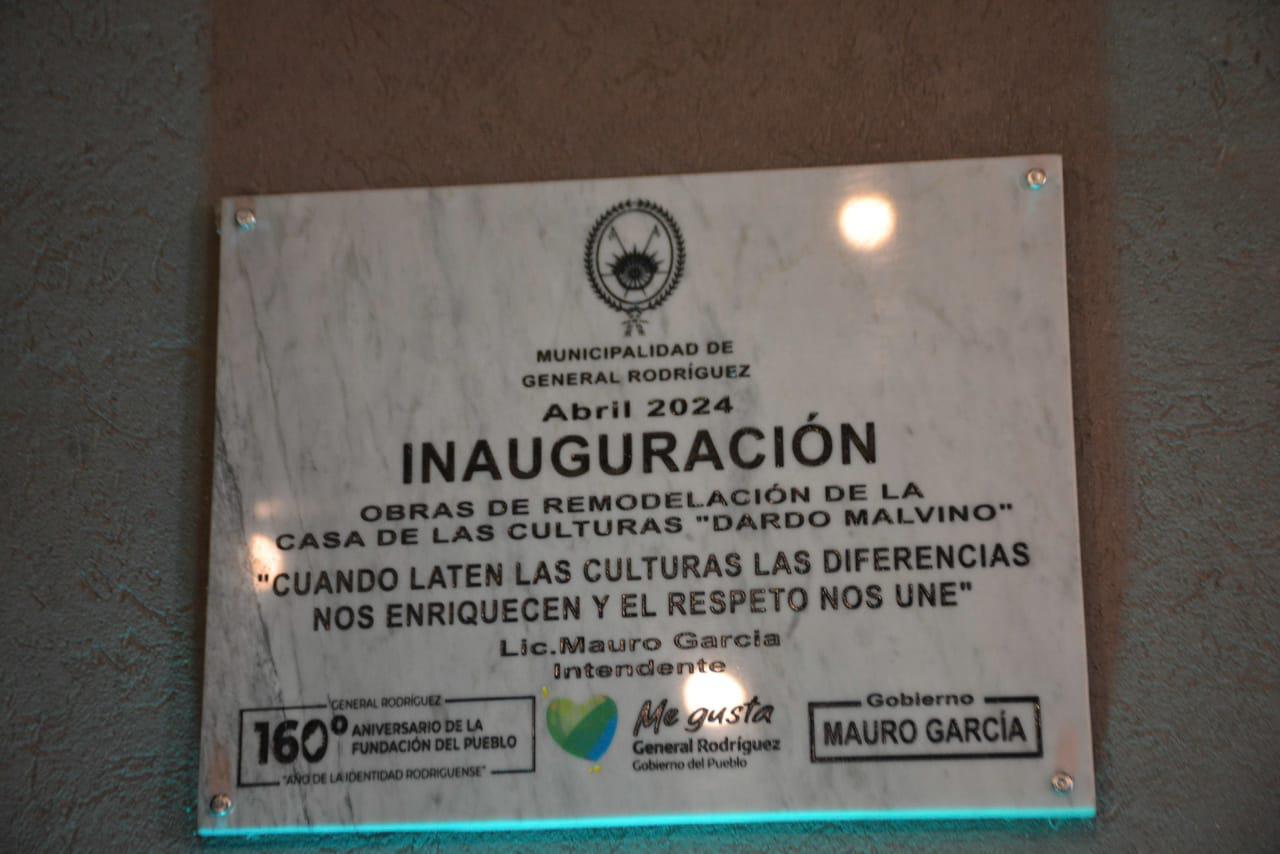 MUNICIPALIDAD DE
GENERAL RODRÍGUEZ
Abril 2024
INAUGURACIÓN
OBRAS DE REMODELACIÓN DE LA
CASA DE LAS CULTURAS "DARDO MALVINO"
"CUANDO LATEN LAS CULTURAS LAS DIFERENCIAS
NOS ENRIQUECEN Y EL RESPETO NOS UNE"
Lic.Mauro Garcia
Intendente
GENERAL RODRÍGUEZ
160º
ANIVERSARIO DE LA
FUNDACIÓN DEL PUEBLO
"AÑO DE LA IDENTIDAD RODRIGUENSE"
Me gusta
General Rodríguez
Gobierno del Pueblo
Gobierno
MAURO GARCÍA